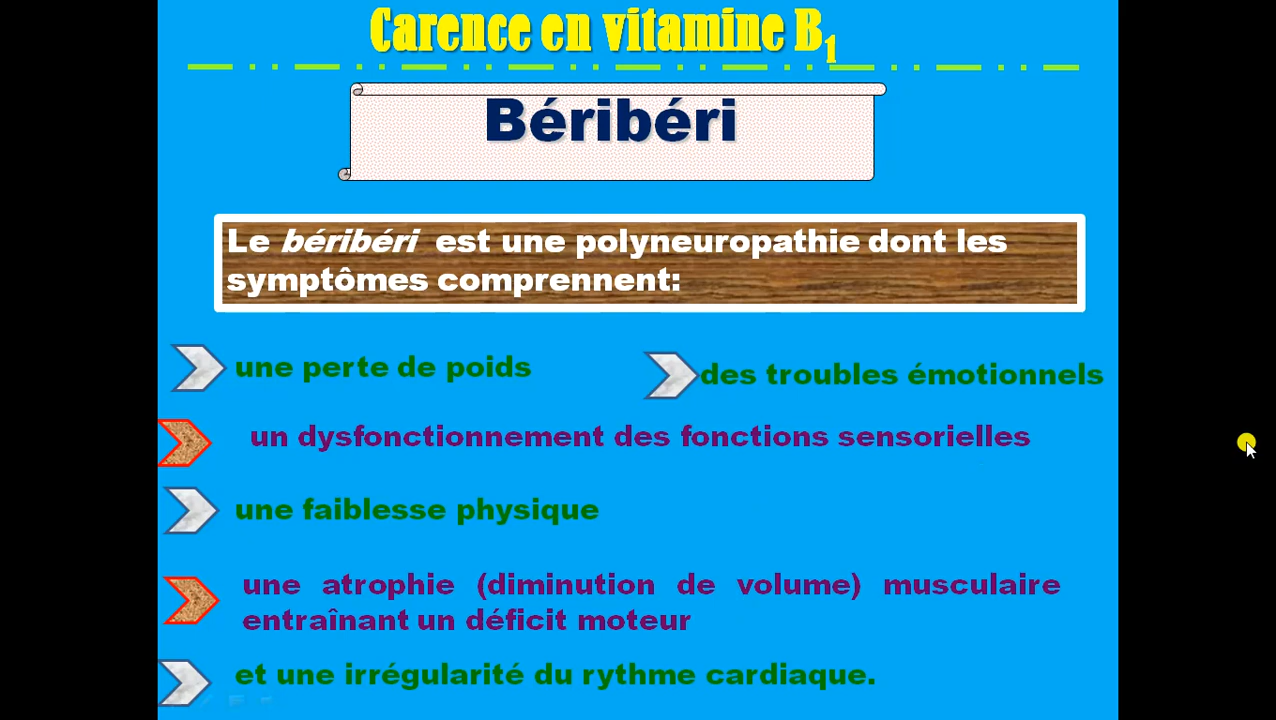 Carence en vitamine B1
Béribéri
Le béribéri est une polyneuropathie dont les
symptômes comprennent:
une perte de poids
des troubles émotionnels
un dysfonctionnement des fonctions sensorielles
une faiblesse physique
une atrophie (diminution de volume) musculaire
entraînant un déficit moteur
et une irrégularité du rythme cardiaque.